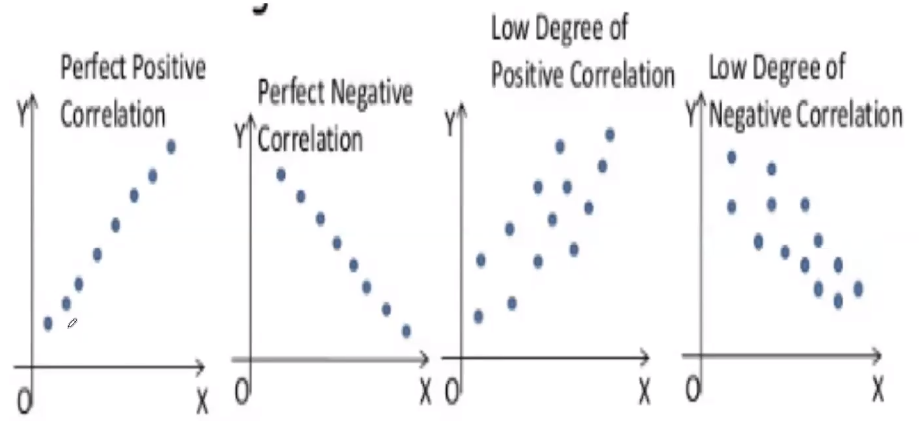 Perfect Positive
Correlation
Y
O
X
Perfect Negative
Correlation
Y
O
X
Low Degree of
Positive Correlation
Y
O
X
Low Degree of
Negative Correlation
Y
O
X